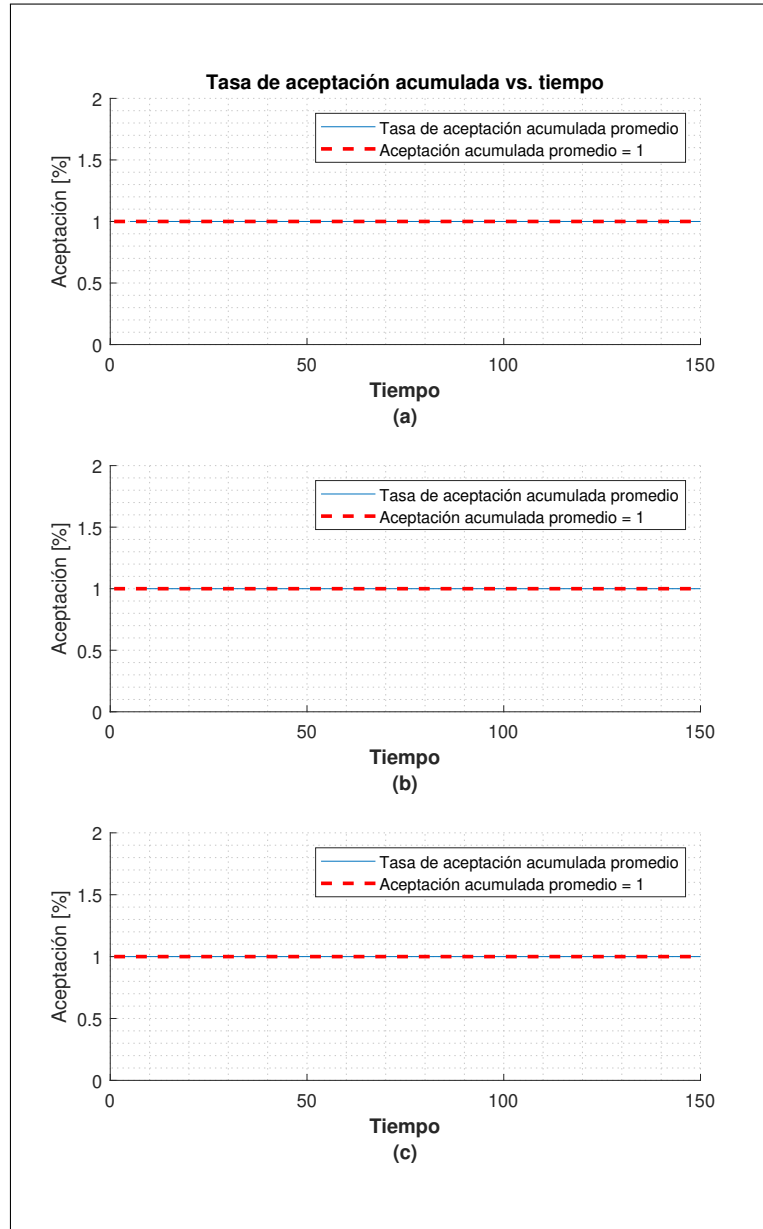 Tasa de aceptación acumulada vs. tiempo
2
1.5
1
0.5
0
Aceptación [%]
Tasa de aceptación acumulada promedio
Aceptación acumulada promedio = 1
0 50 100 150
Tiempo
(a)
2
1.5
1
0.5
0
Aceptación [%]
Tasa de aceptación acumulada promedio
Aceptación acumulada promedio = 1
0 50 100 150
Tiempo
(b)
2
1.5
1
0.5
0
Aceptación [%]
Tasa de aceptación acumulada promedio
Aceptación acumulada promedio = 1
0 50 100 150
Tiempo
(c)